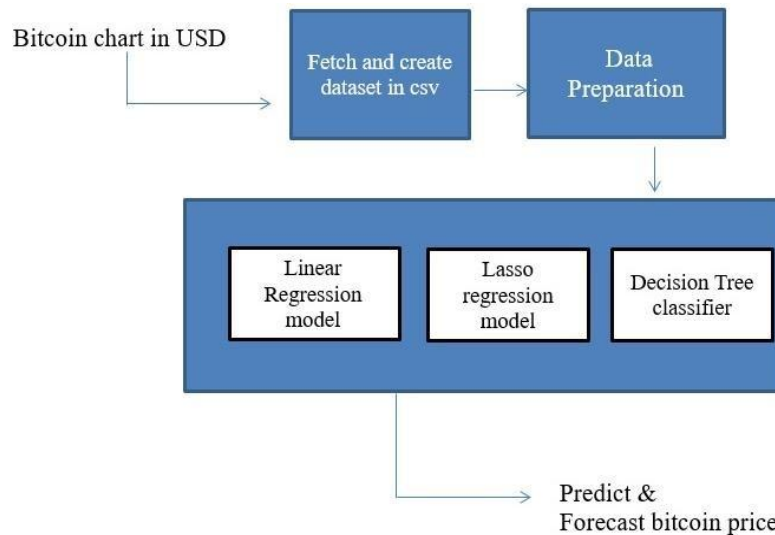 Bitcoin chart in USD
Fetch and create
dataset in csv
Data
Preparation
Linear
Regression
model
Lasso
regression
model
Decision Tree
classifier
Predict &
Forecast bitcoin price